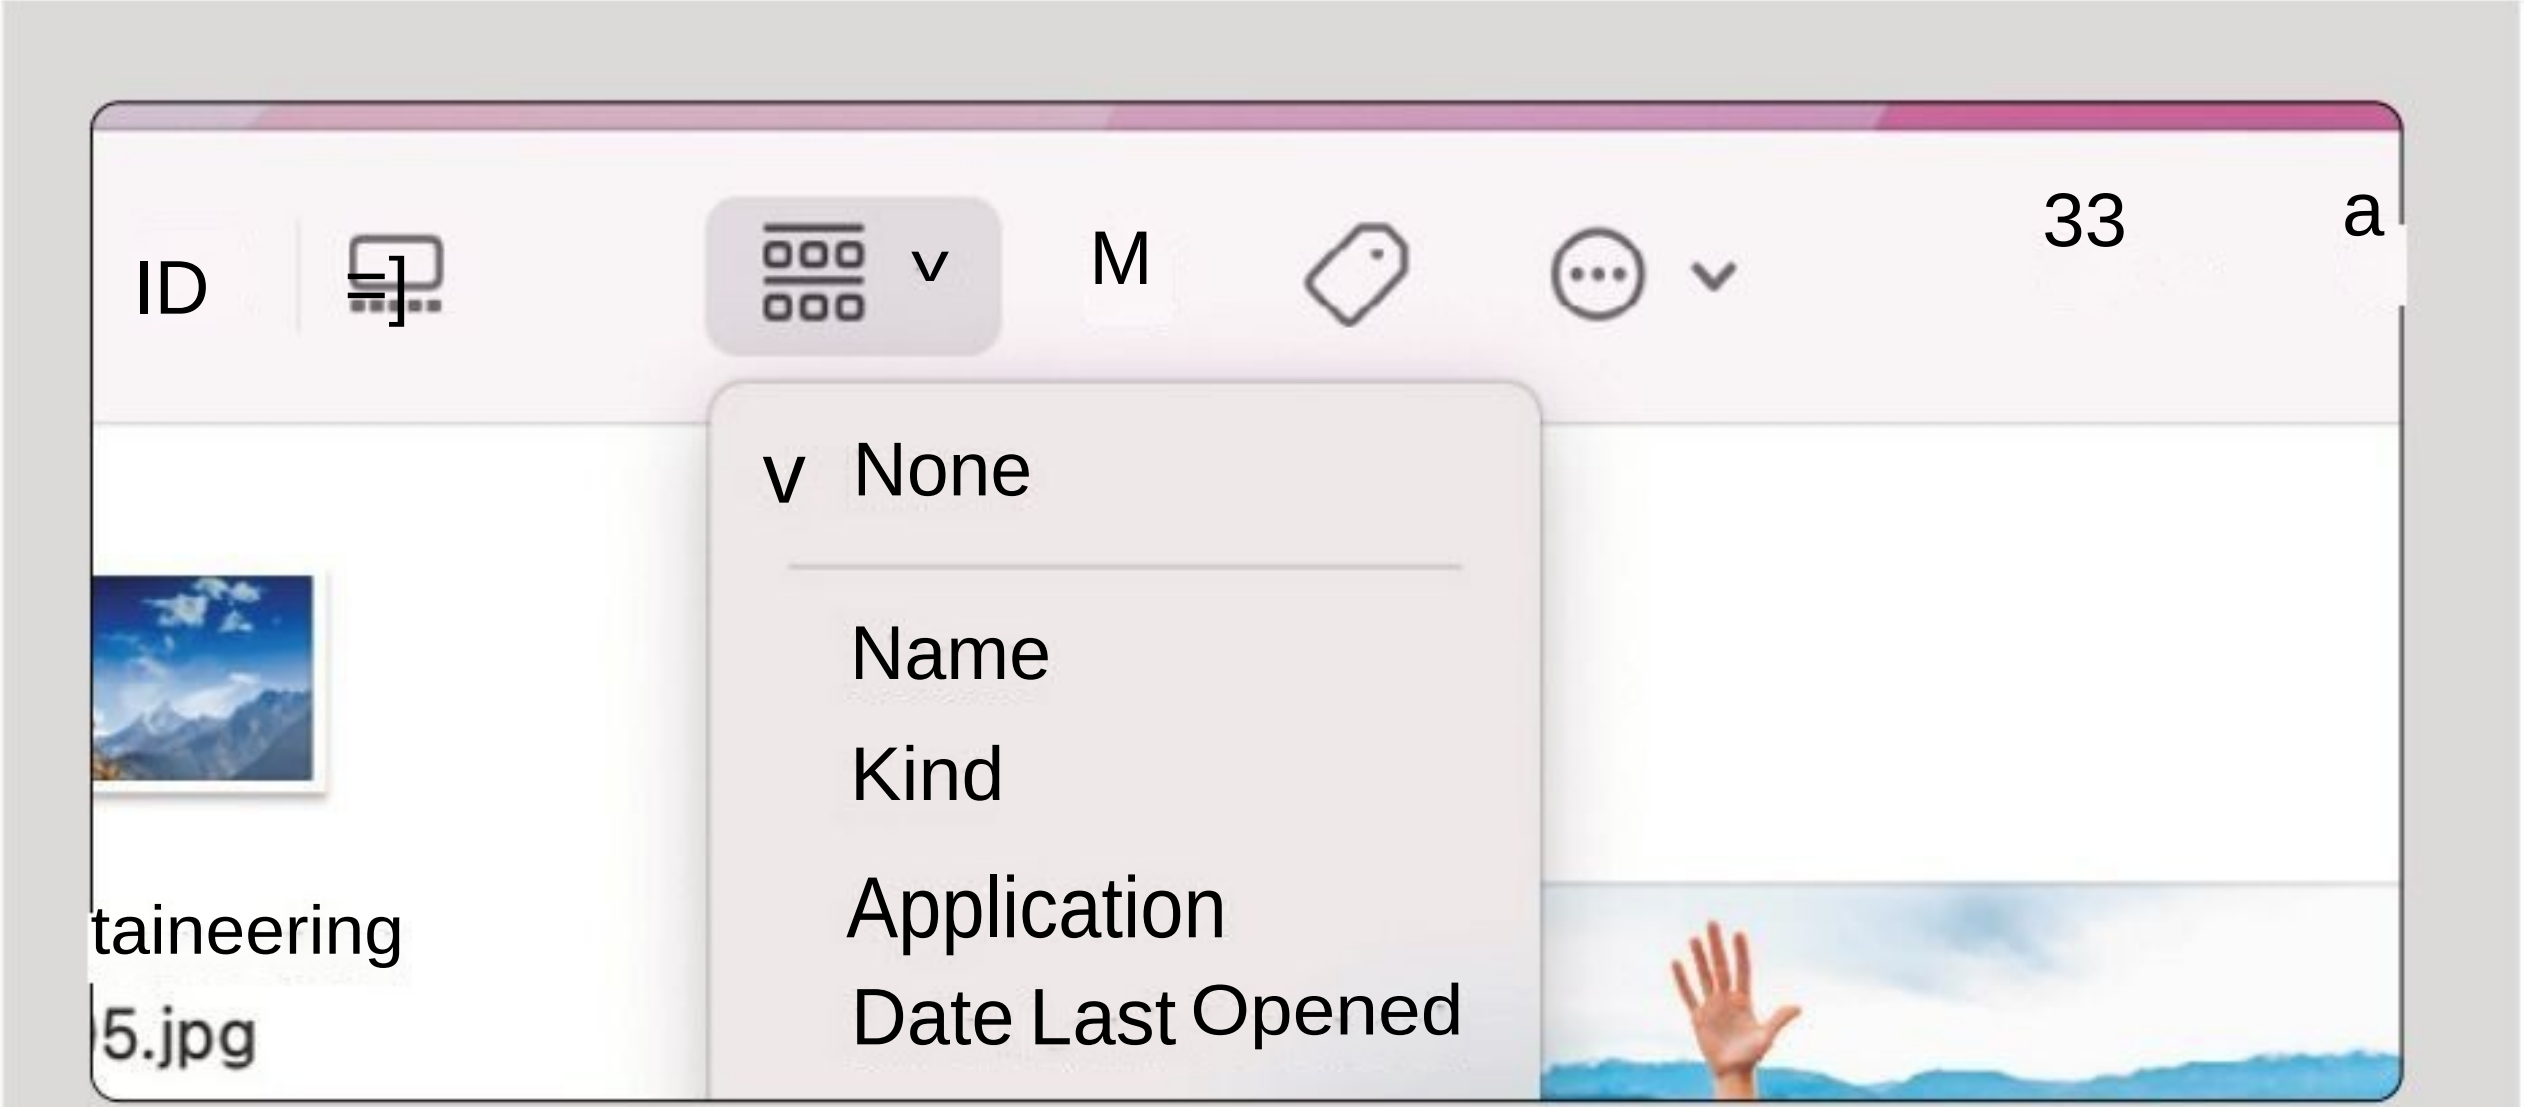 ID =] v M 33 a
v None
Name
Kind
Application
taineering
Date Last Opened
5.jpg